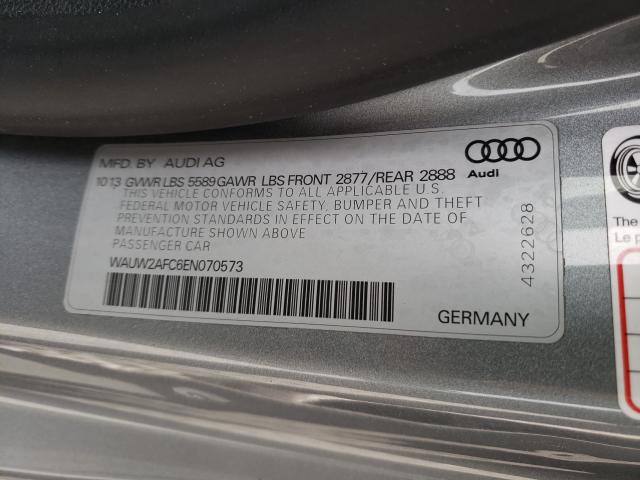 MFD. BY AUDI AG
Audi
10 13 GVWR LBS 5589 GAWR LBS FRONT 2877/REAR 2888
THIS VEHICLE CONFORMS TO ALL APPLICABLE U.S.
FEDERAL MOTOR VEHICLE SAFETY, BUMPER AND THEFT
PREVENTION STANDARDS IN EFFECT ON THE DATE OF
MANUFACTURE SHOWN ABOVE
PASSENGER CAR
WAUW2AFC6EN070573
GERMANY
4322628
The
Le p